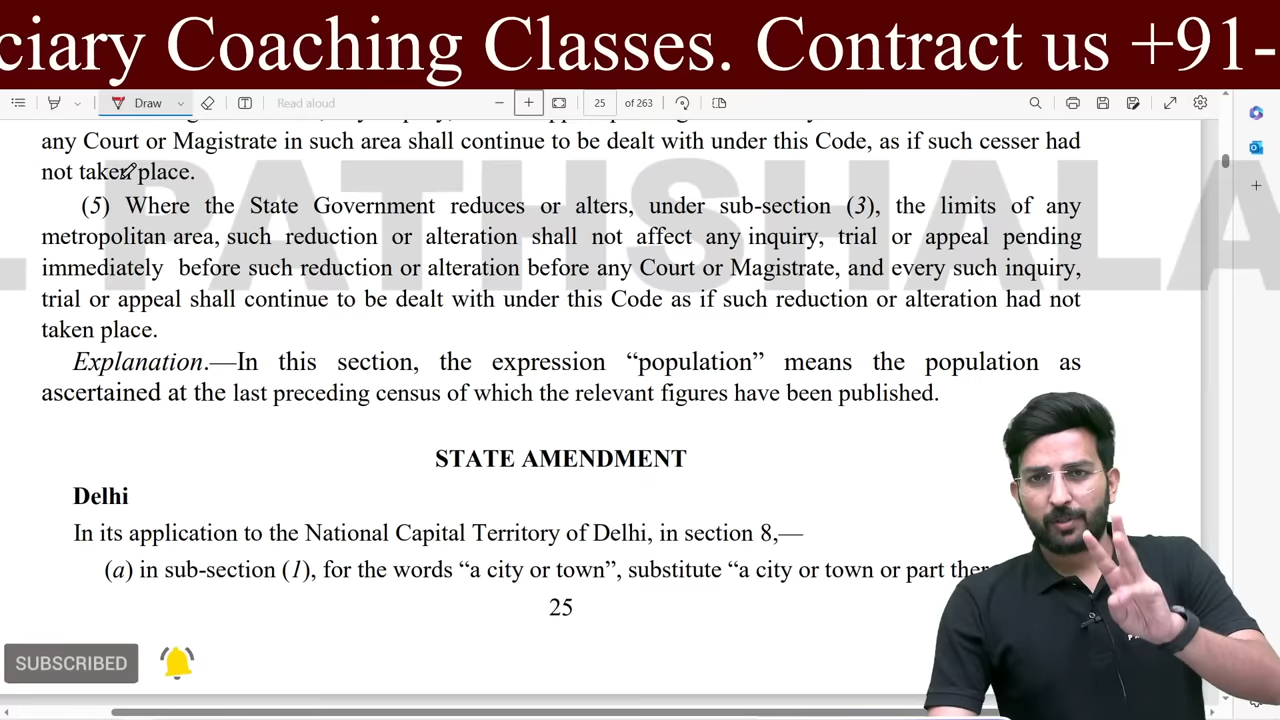 ciary Coaching Classes. Contract us +91-
Draw
Read aloud
25 of 263
any Court or Magistrate in such area shall continue to be dealt with under this Code, as if such cesser had
not taken place.
(5) Where the State Government reduces or alters, under sub-section (3), the limits of any
metropolitan area, such reduction or alteration shall not affect any inquiry, trial or appeal pending
immediately before such reduction or alteration before any Court or Magistrate, and every such inquiry,
trial or appeal shall continue to be dealt with under this Code as if such reduction or alteration had not
taken place.
Explanation.—In this section, the expression “population” means the population as
ascertained at the last preceding census of which the relevant figures have been published.
PATHSHALA
STATE AMENDMENT
Delhi
In its application to the National Capital Territory of Delhi, in section 8,—
(a) in sub-section (1), for the words “a city or town”, substitute “a city or town or part
25
SUBSCRIBED